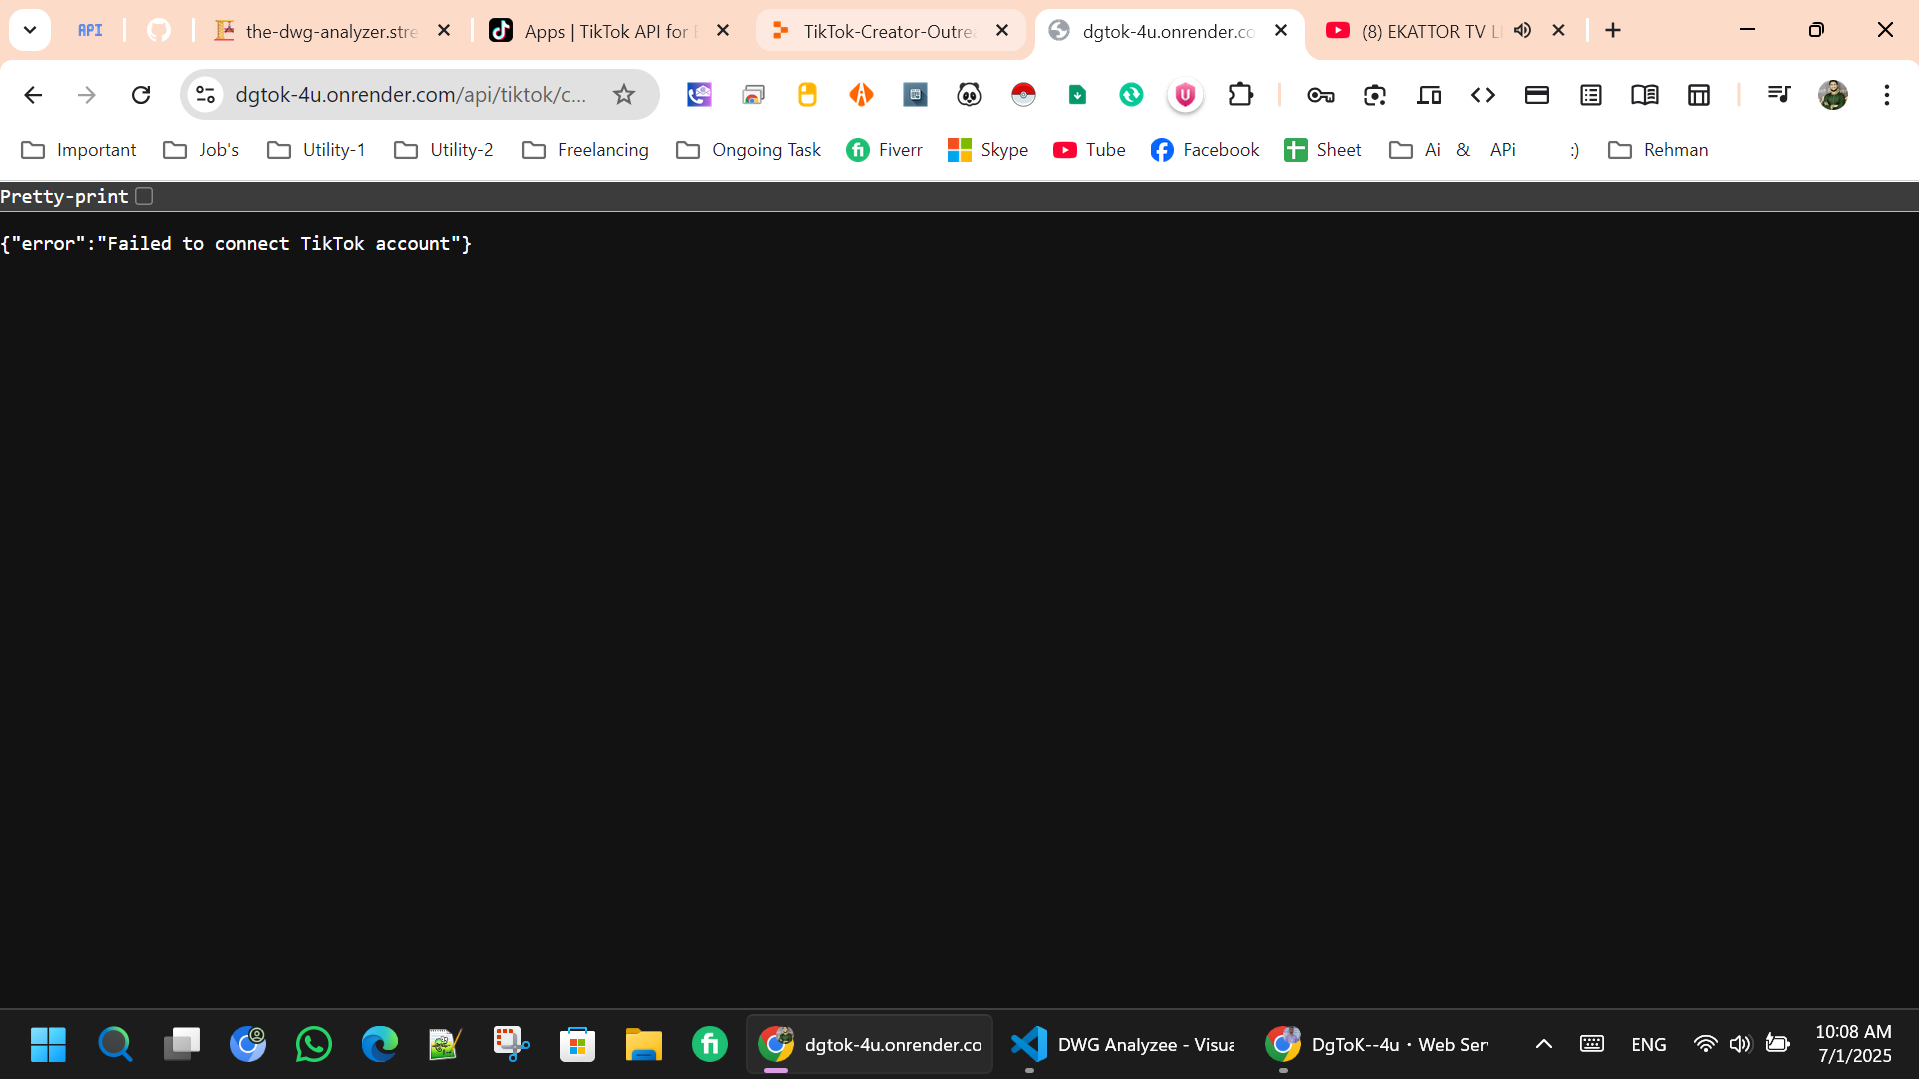 API
the-dwg-analyzer.stre
Apps | TikTok API for
TikTok-Creator-Outrea
dgtok-4u.onrender.co
(8) EKATTOR TV LI
dgtok-4u.onrender.com/api/tiktok/c...
Important
Job's
Utility-1
Utility-2
Freelancing
Ongoing Task
Fiverr
Skype
Tube
Facebook
Sheet
Ai & APi :)
Rehman
Pretty-print
{"error":"Failed to connect TikTok account"}
dgtok-4u.onrender.co
DWG Analyzee - Visua
DgToK--4u · Web Ser
ENG
10:08 AM
7/1/2025